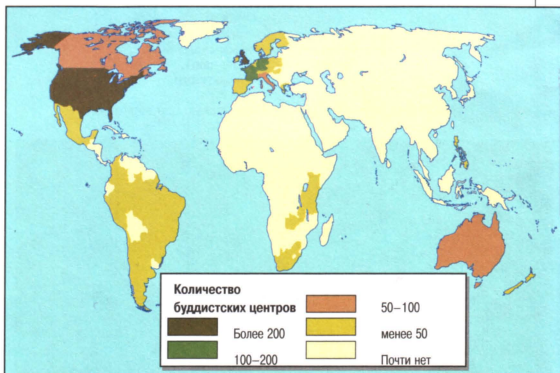 Количество
буддистских центров
Более 200
100–200
50–100
менее 50
Почти нет